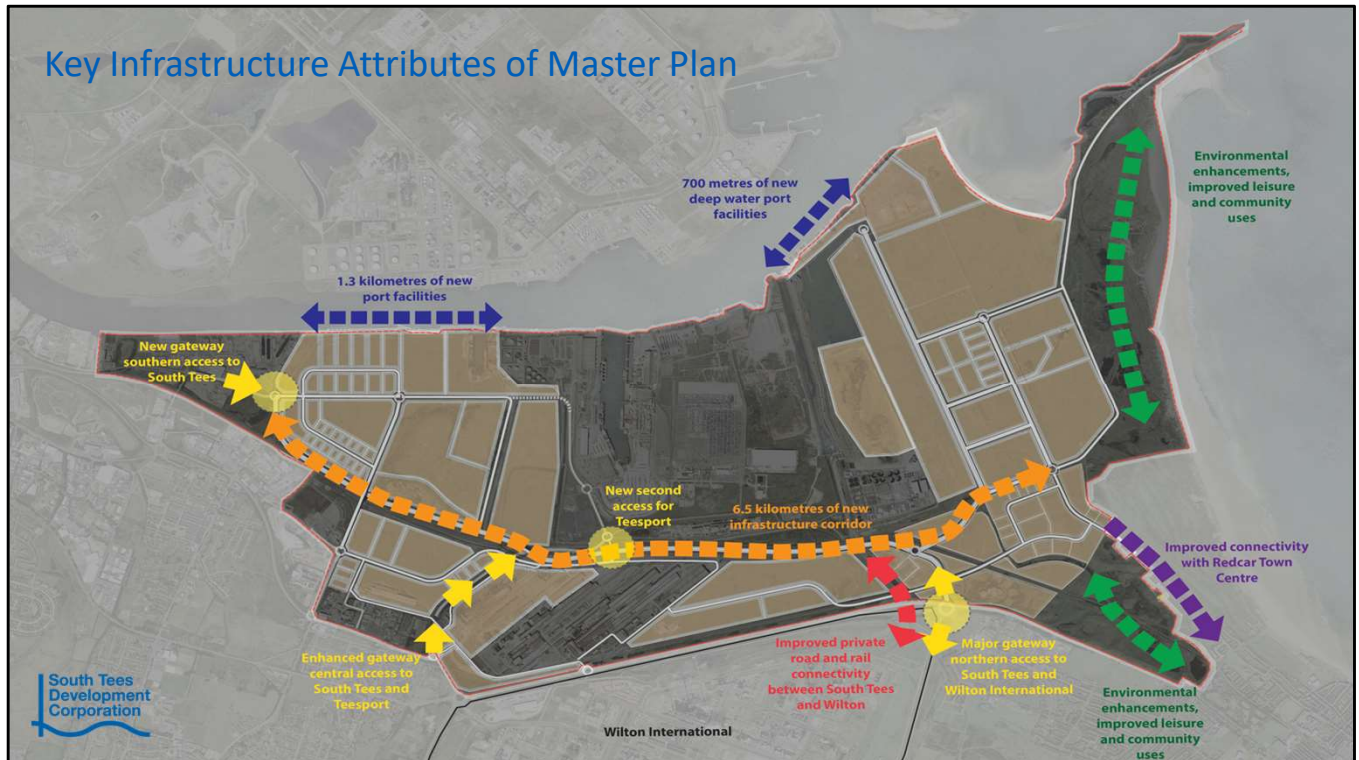 Key Infrastructure Attributes of Master Plan
700 metres of new
deep water port
facilities
Environmental
enhancements,
improved leisure
and community
uses
1.3 kilometres of new
port facilities
New gateway
southern access to
South Tees
New second
access for
Teesport
6.5 kilometres of new
infrastructure corridor
Improved connectivity
with Redcar Town
Centre
Enhanced gateway
central access to
South Tees and
Teesport
Improved private
road and rail
connectivity
between South Tees
and Wilton
Major gateway
northern access to
South Tees and
Wilton International
Environmental
enhancements,
improved leisure
and community
uses
South Tees
Development
Corporation
Wilton International